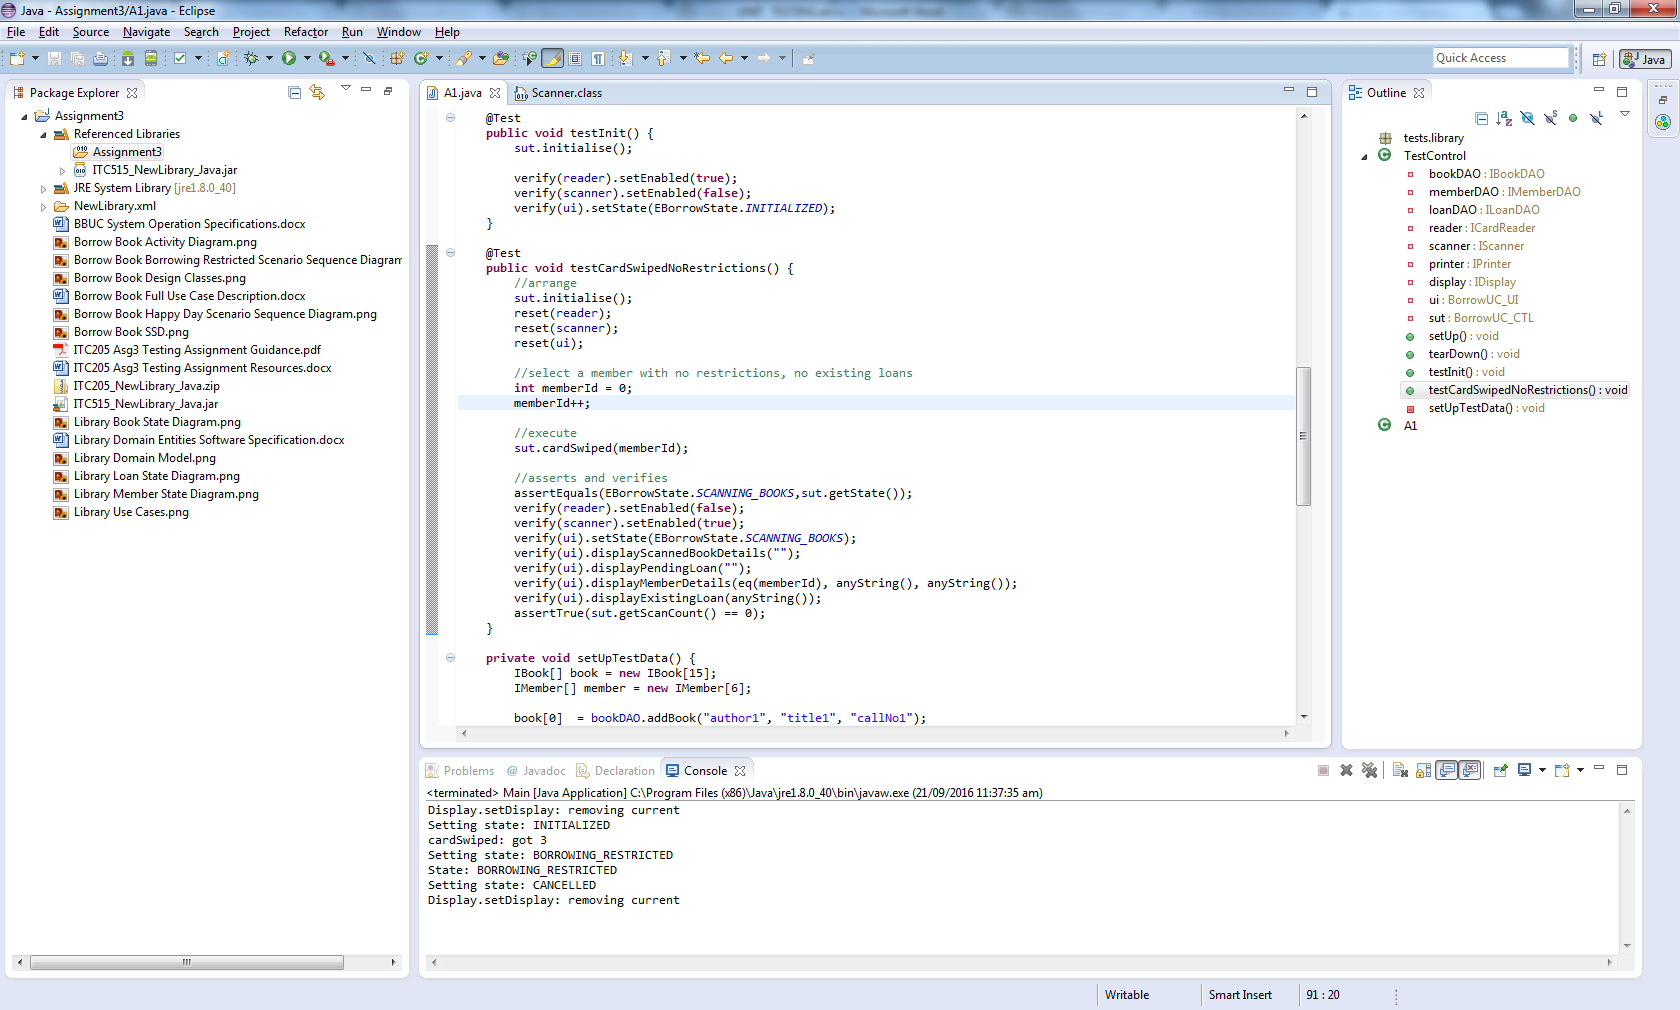 Java - Assignment3/A1.java - Eclipse
File Edit Source Navigate Search Project Refactor Run Window Help
Quick Access
Java
Package Explorer
Assignment3
Referenced Libraries
Assignment3
ITC515_NewLibrary_Java.jar
JRE System Library [jre1.8.0_40]
NewLibrary.xml
BBUC System Operation Specifications.docx
Borrow Book Activity Diagram.png
Borrow Book Borrowing Restricted Scenario Sequence Diagram
Borrow Book Design Classes.png
Borrow Book Full Use Case Description.docx
Borrow Book Happy Day Scenario Sequence Diagram.png
Borrow Book SSD.png
ITC205 Asg3 Testing Assignment Guidance.pdf
ITC205 Asg3 Testing Assignment Resources.docx
ITC205_NewLibrary_Java.zip
ITC515_NewLibrary_Java.jar
Library Book State Diagram.png
Library Domain Entities Software Specification.docx
Library Domain Model.png
Library Loan State Diagram.png
Library Member State Diagram.png
Library Use Cases.png
A1.java
Scanner.class
@Test
public void testInit() {
sut.initialise();
verify(reader).setEnabled(true);
verify(scanner).setEnabled(false);
verify(ui).setState(EBorrowState.INITIALIZED);
}
@Test
public void testCardSwipedNoRestrictions() {
//arrange
sut.initialise();
reset(reader);
reset(scanner);
reset(ui);
//select a member with no restrictions, no existing loans
int memberId = 0;
memberId++;
//execute
sut.cardSwiped(memberId);
//asserts and verifies
assertEquals(EBorrowState.SCANNING_BOOKS,sut.getState());
verify(reader).setEnabled(false);
verify(scanner).setEnabled(true);
verify(ui).setState(EBorrowState.SCANNING_BOOKS);
verify(ui).displayScannedBookDetails("");
verify(ui).displayPendingLoan("");
verify(ui).displayMemberDetails(eq(memberId), anyString(), anyString());
verify(ui).displayExistingLoan(anyString());
assertTrue(sut.getScanCount() == 0);
}
private void setUpTestData() {
IBook[] book = new IBook[15];
IMember[] member = new IMember[6];
book[0]  = bookDAO.addBook("author1", "title1", "callNo1");
Outline
tests.library
TestControl
bookDAO : IBookDAO
memberDAO : IMemberDAO
loanDAO : ILoanDAO
reader : ICardReader
scanner : IScanner
printer : IPrinter
display : IDisplay
ui : BorrowUC_UI
sut : BorrowUC_CTL
setUp() : void
tearDown() : void
testInit() : void
testCardSwipedNoRestrictions() : void
setUpTestData() : void
A1
Problems @ Javadoc Declaration Console
<terminated> Main [Java Application] C:\Program Files (x86)\Java\jre1.8.0_40\bin\javaw.exe (21/09/2016 11:37:35 am)
Display.setDisplay: removing current
Setting state: INITIALIZED
cardSwiped: got 3
Setting state: BORROWING_RESTRICTED
State: BORROWING_RESTRICTED
Setting state: CANCELLED
Display.setDisplay: removing current
Writable Smart Insert 91 : 20